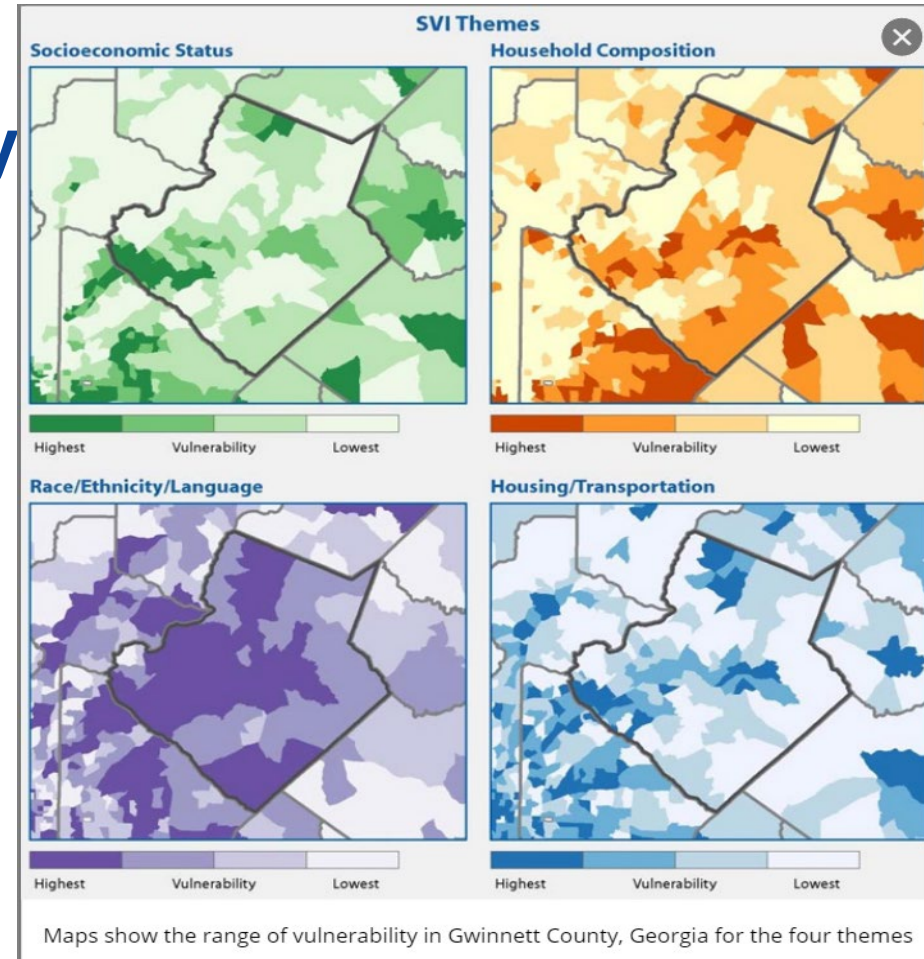 SVI Themes
Socioeconomic Status
Household Composition
Highest Vulnerability Lowest
Highest Vulnerability Lowest
Race/Ethnicity/Language
Housing/Transportation
Highest Vulnerability Lowest
Highest Vulnerability Lowest
Maps show the range of vulnerability in Gwinnett County, Georgia for the four themes